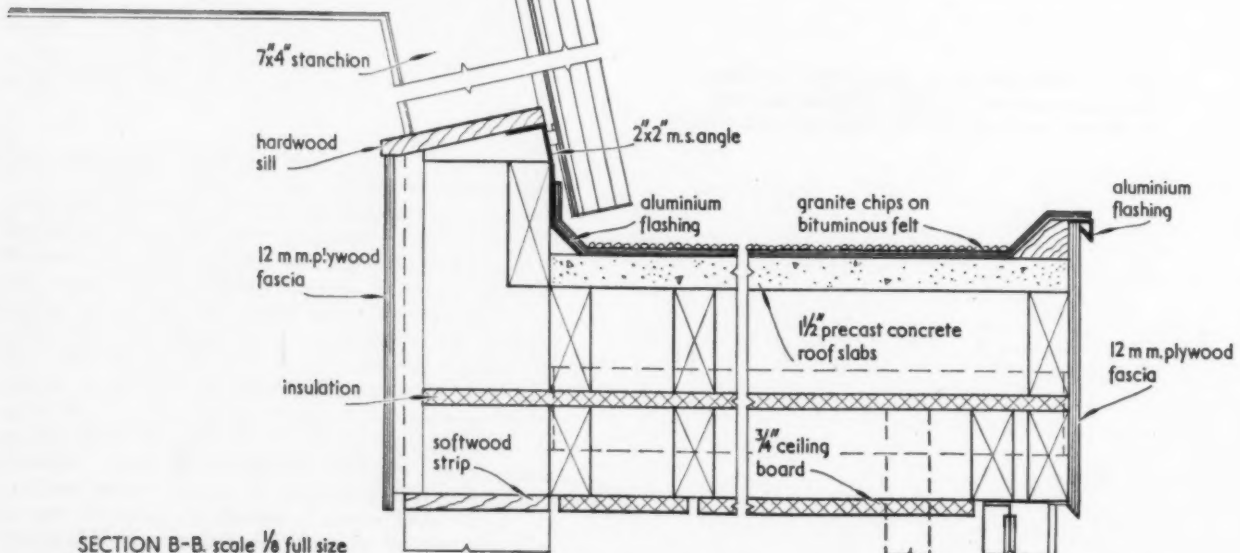 7"x4" stanchion
hardwood
sill
2"x2" m.s. angle
aluminium
flashing
granite chips on
bituminous felt
aluminium
flashing
12 m m. plywood
fascia
1½" precast concrete
roof slabs
12 m m. plywood
fascia
insulation
softwood
strip
¾" ceiling
board
SECTION B-B. scale ⅛ full size